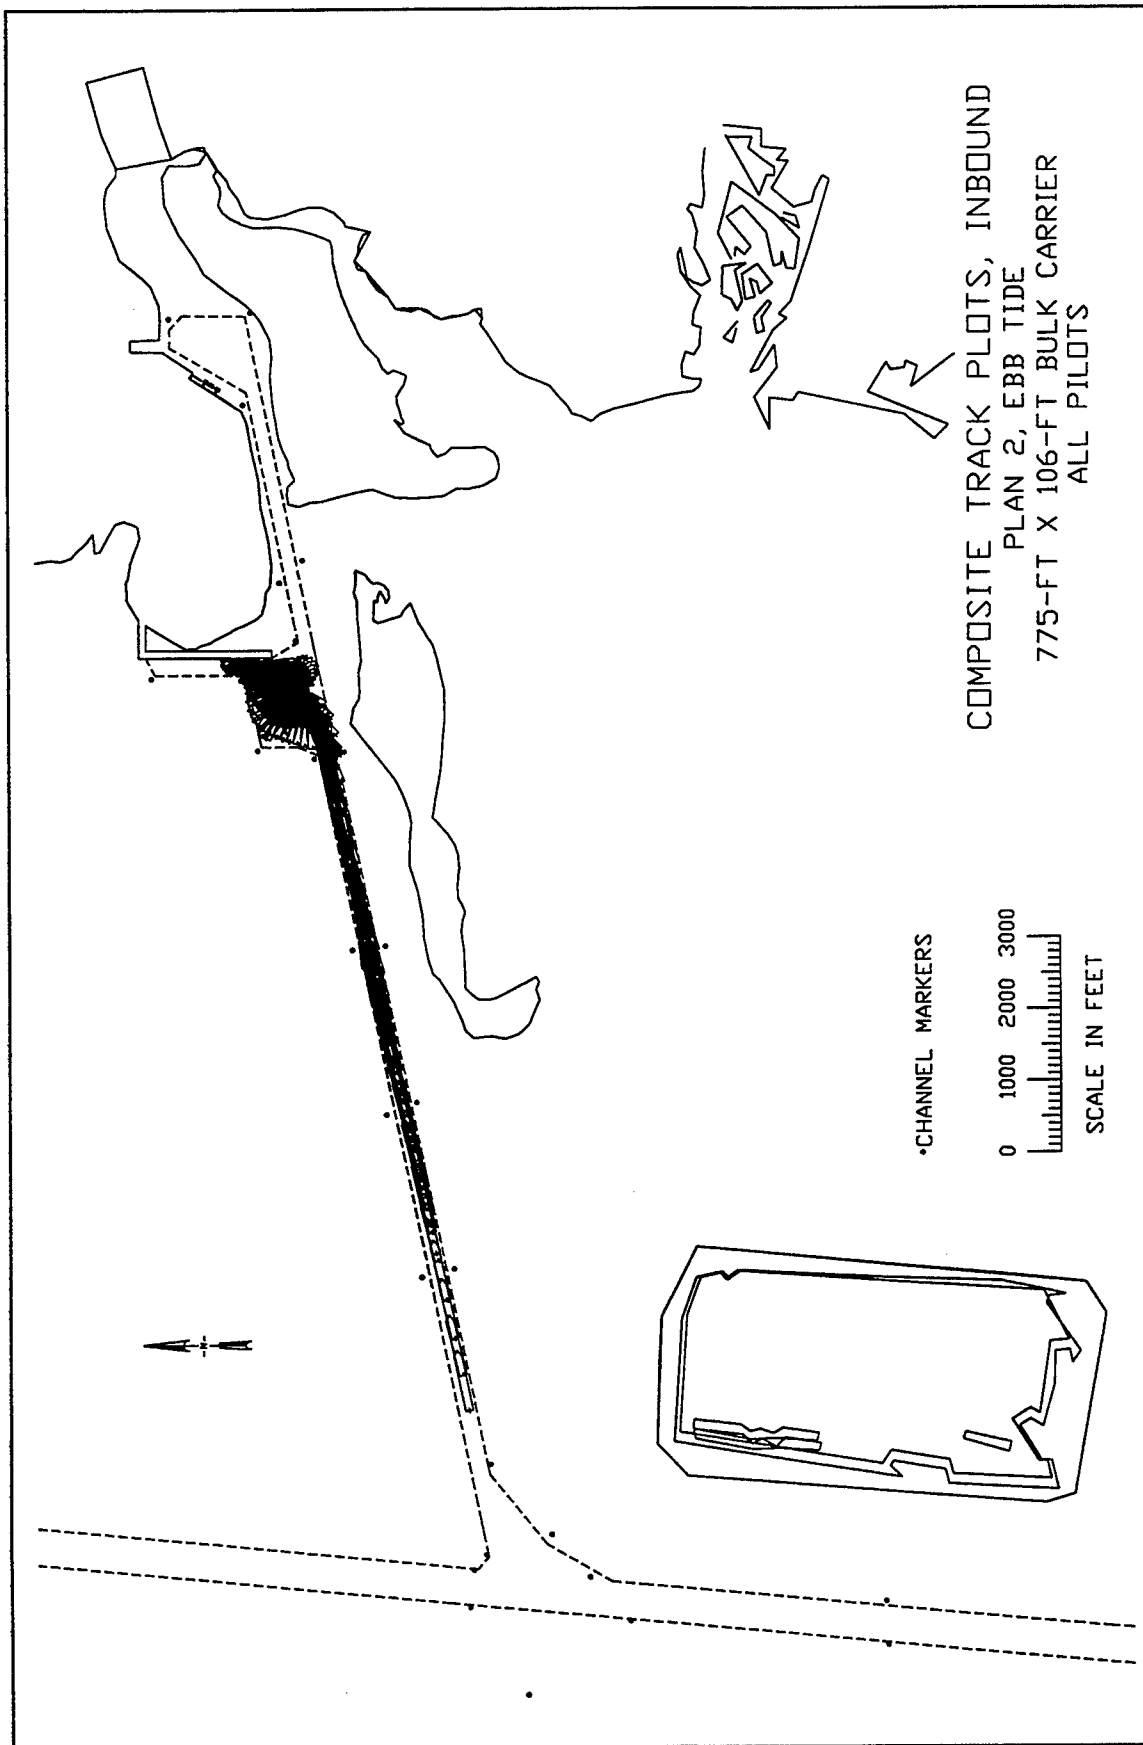 COMPOSITE TRACK PLOTS, INBOUND
PLAN 2, EBB TIDE
775-FT X 106-FT BULK CARRIER
ALL PILOTS
•CHANNEL MARKERS
0 1000 2000 3000
SCALE IN FEET
N